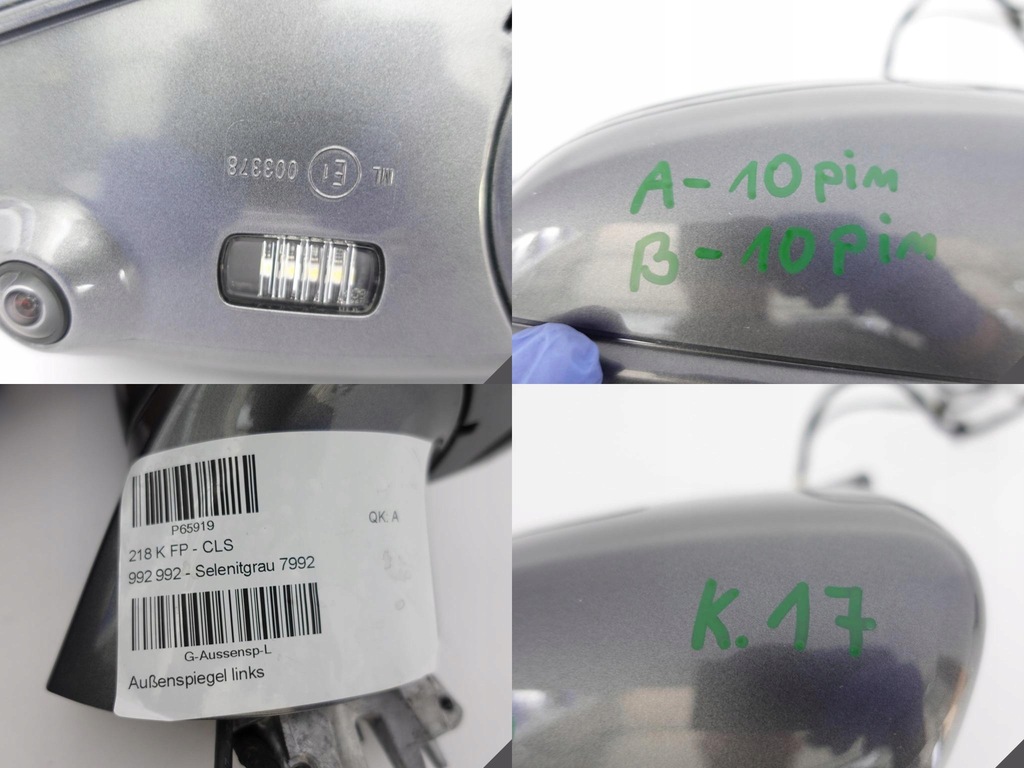 ML E1 003378
A-10 pim
B-10 pim
P65919
QK: A
218 K FP - CLS
992 992 - Selenitgrau 7992
G-Aussensp-L
Außenspiegel links
K.17